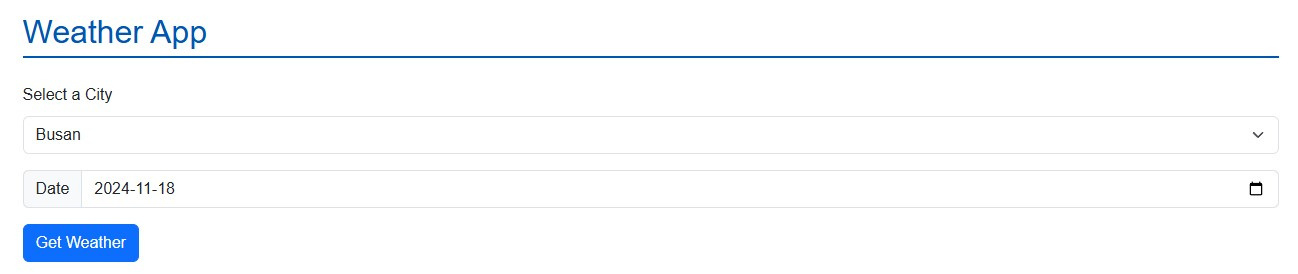 Weather App
Select a City
Busan
Date 2024-11-18
Get Weather